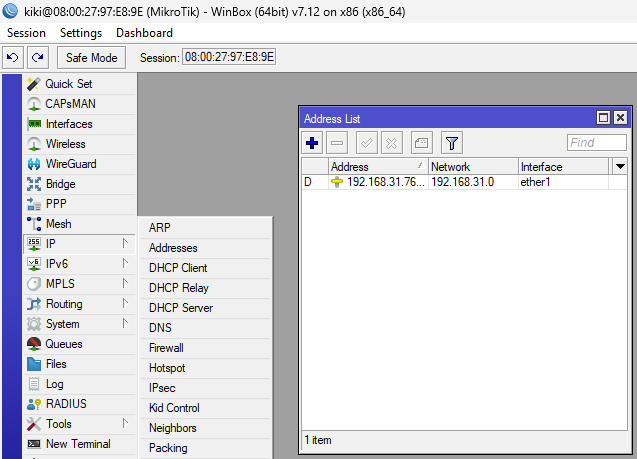 kiki@08:00:27:97:E8:9E (MikroTik) - WinBox (64bit) v7.12 on x86 (x86_64)
Session Settings Dashboard
Safe Mode Session: 08:00:27:97:E8:9E
Quick Set
CAPsMAN
Interfaces
Wireless
WireGuard
Bridge
PPP
Mesh
IP
IPv6
MPLS
Routing
System
Queues
Files
Log
RADIUS
Tools
New Terminal
ARP
Addresses
DHCP Client
DHCP Relay
DHCP Server
DNS
Firewall
Hotspot
IPsec
Kid Control
Neighbors
Packing
Address List
Find
Address Network Interface
D 192.168.31.76... 192.168.31.0 ether1
1 item